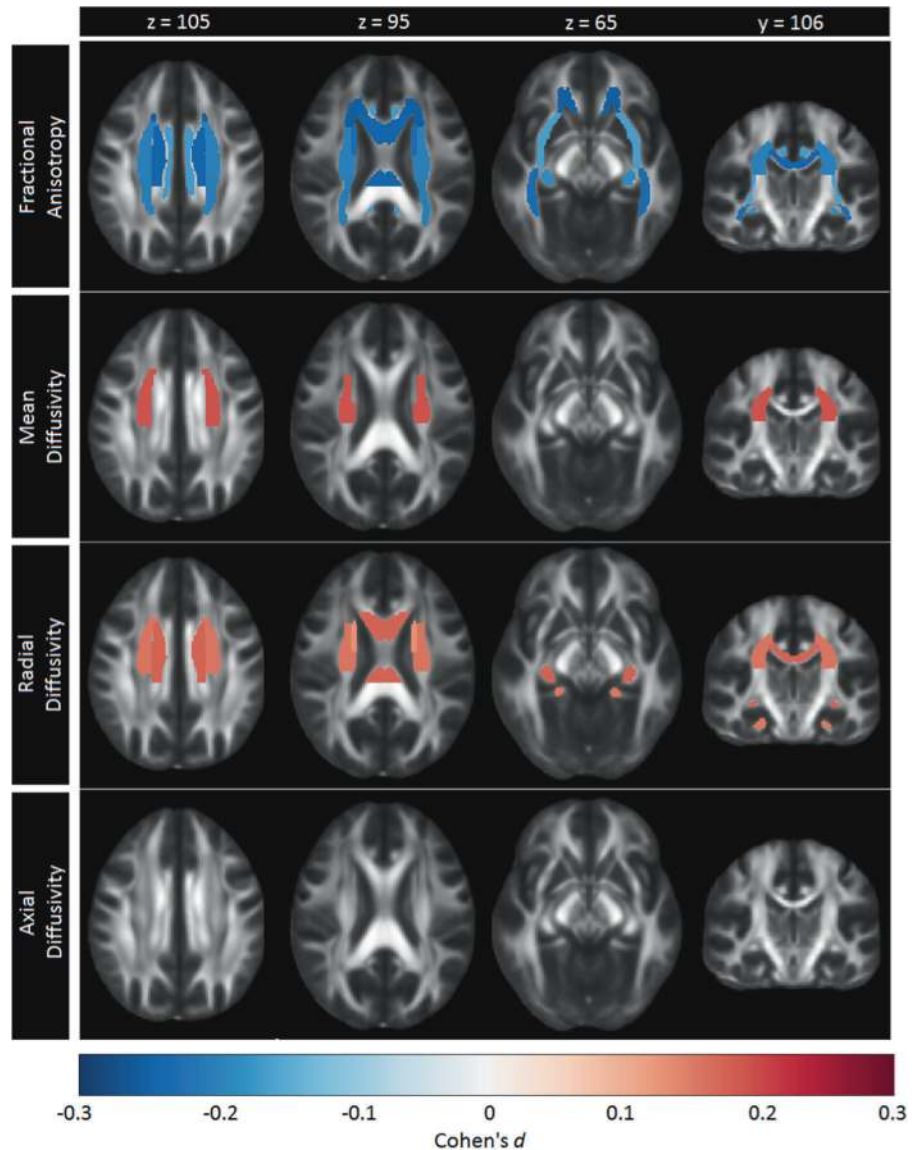 z = 105 z = 95 z = 65 y = 106
Fractional
Anisotropy
Mean
Diffusivity
Radial
Diffusivity
Axial
Diffusivity
-0.3 -0.2 -0.1 0 0.1 0.2 0.3
Cohen's d